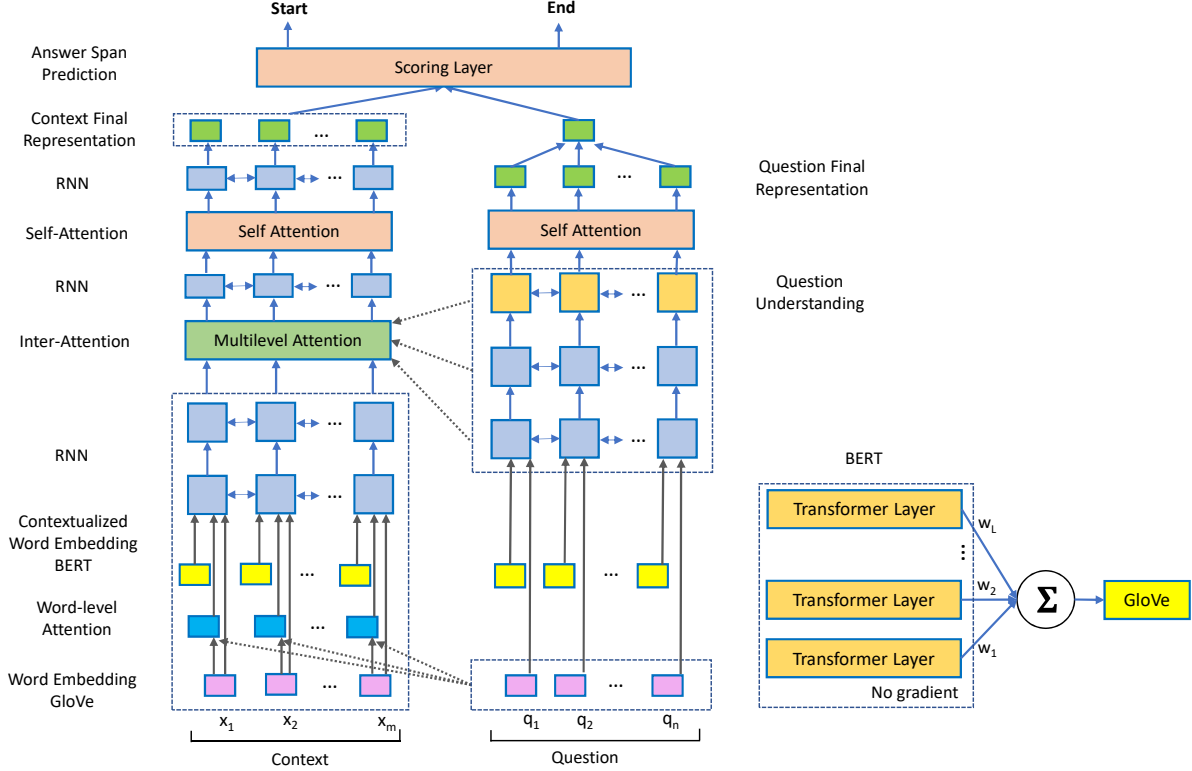 Start
End
Answer Span
Prediction
Scoring Layer
Context Final
Representation
...
RNN
...
...
Question Final
Representation
Self-Attention
Self Attention
Self Attention
RNN
...
...
Question
Understanding
Inter-Attention
Multilevel Attention
...
...
...
RNN
...
BERT
Contextualized
Word Embedding
BERT
...
...
Word-level
Attention
...
Word Embedding
GloVe
...
...
x1
x2
xm
q1
q2
qn
Context
Question
Transformer Layer
wL
...
Transformer Layer
w2
Σ
GloVe
Transformer Layer
w1
No gradient